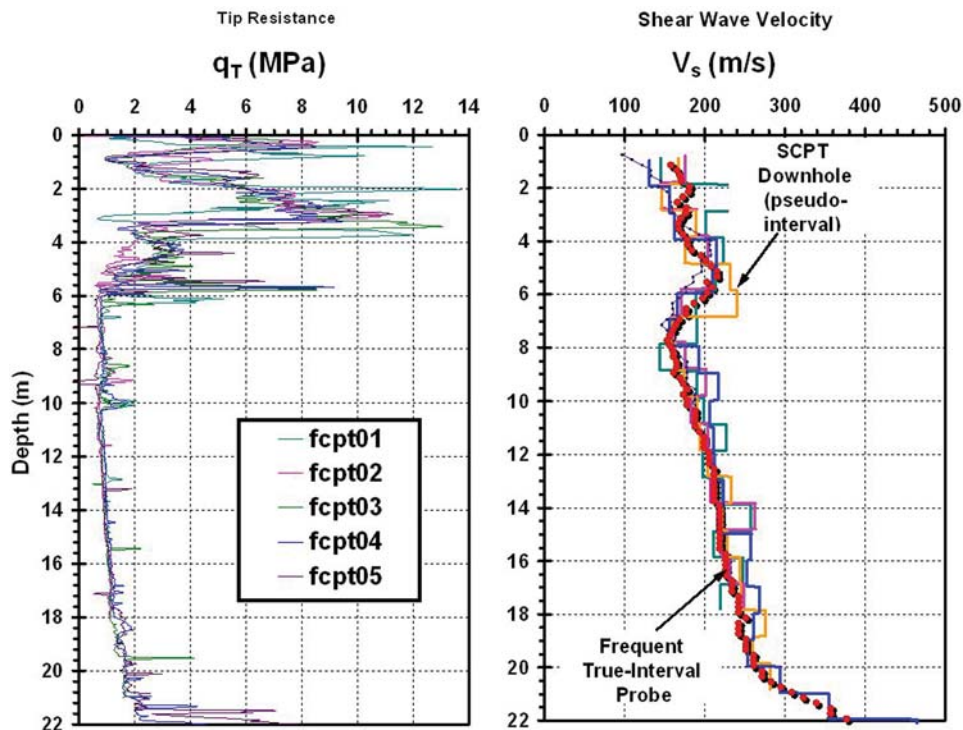 Tip Resistance
qT (MPa)
0 2 4 6 8 10 12 14
0
2
4
6
8
10
12
14
16
18
20
22
Depth (m)
fcpt01
fcpt02
fcpt03
fcpt04
fcpt05
Shear Wave Velocity
Vs (m/s)
0 100 200 300 400 500
0
2
4
6
8
10
12
14
16
18
20
22
SCPT
Downhole
(pseudo-
interval)
Frequent
True-Interval
Probe